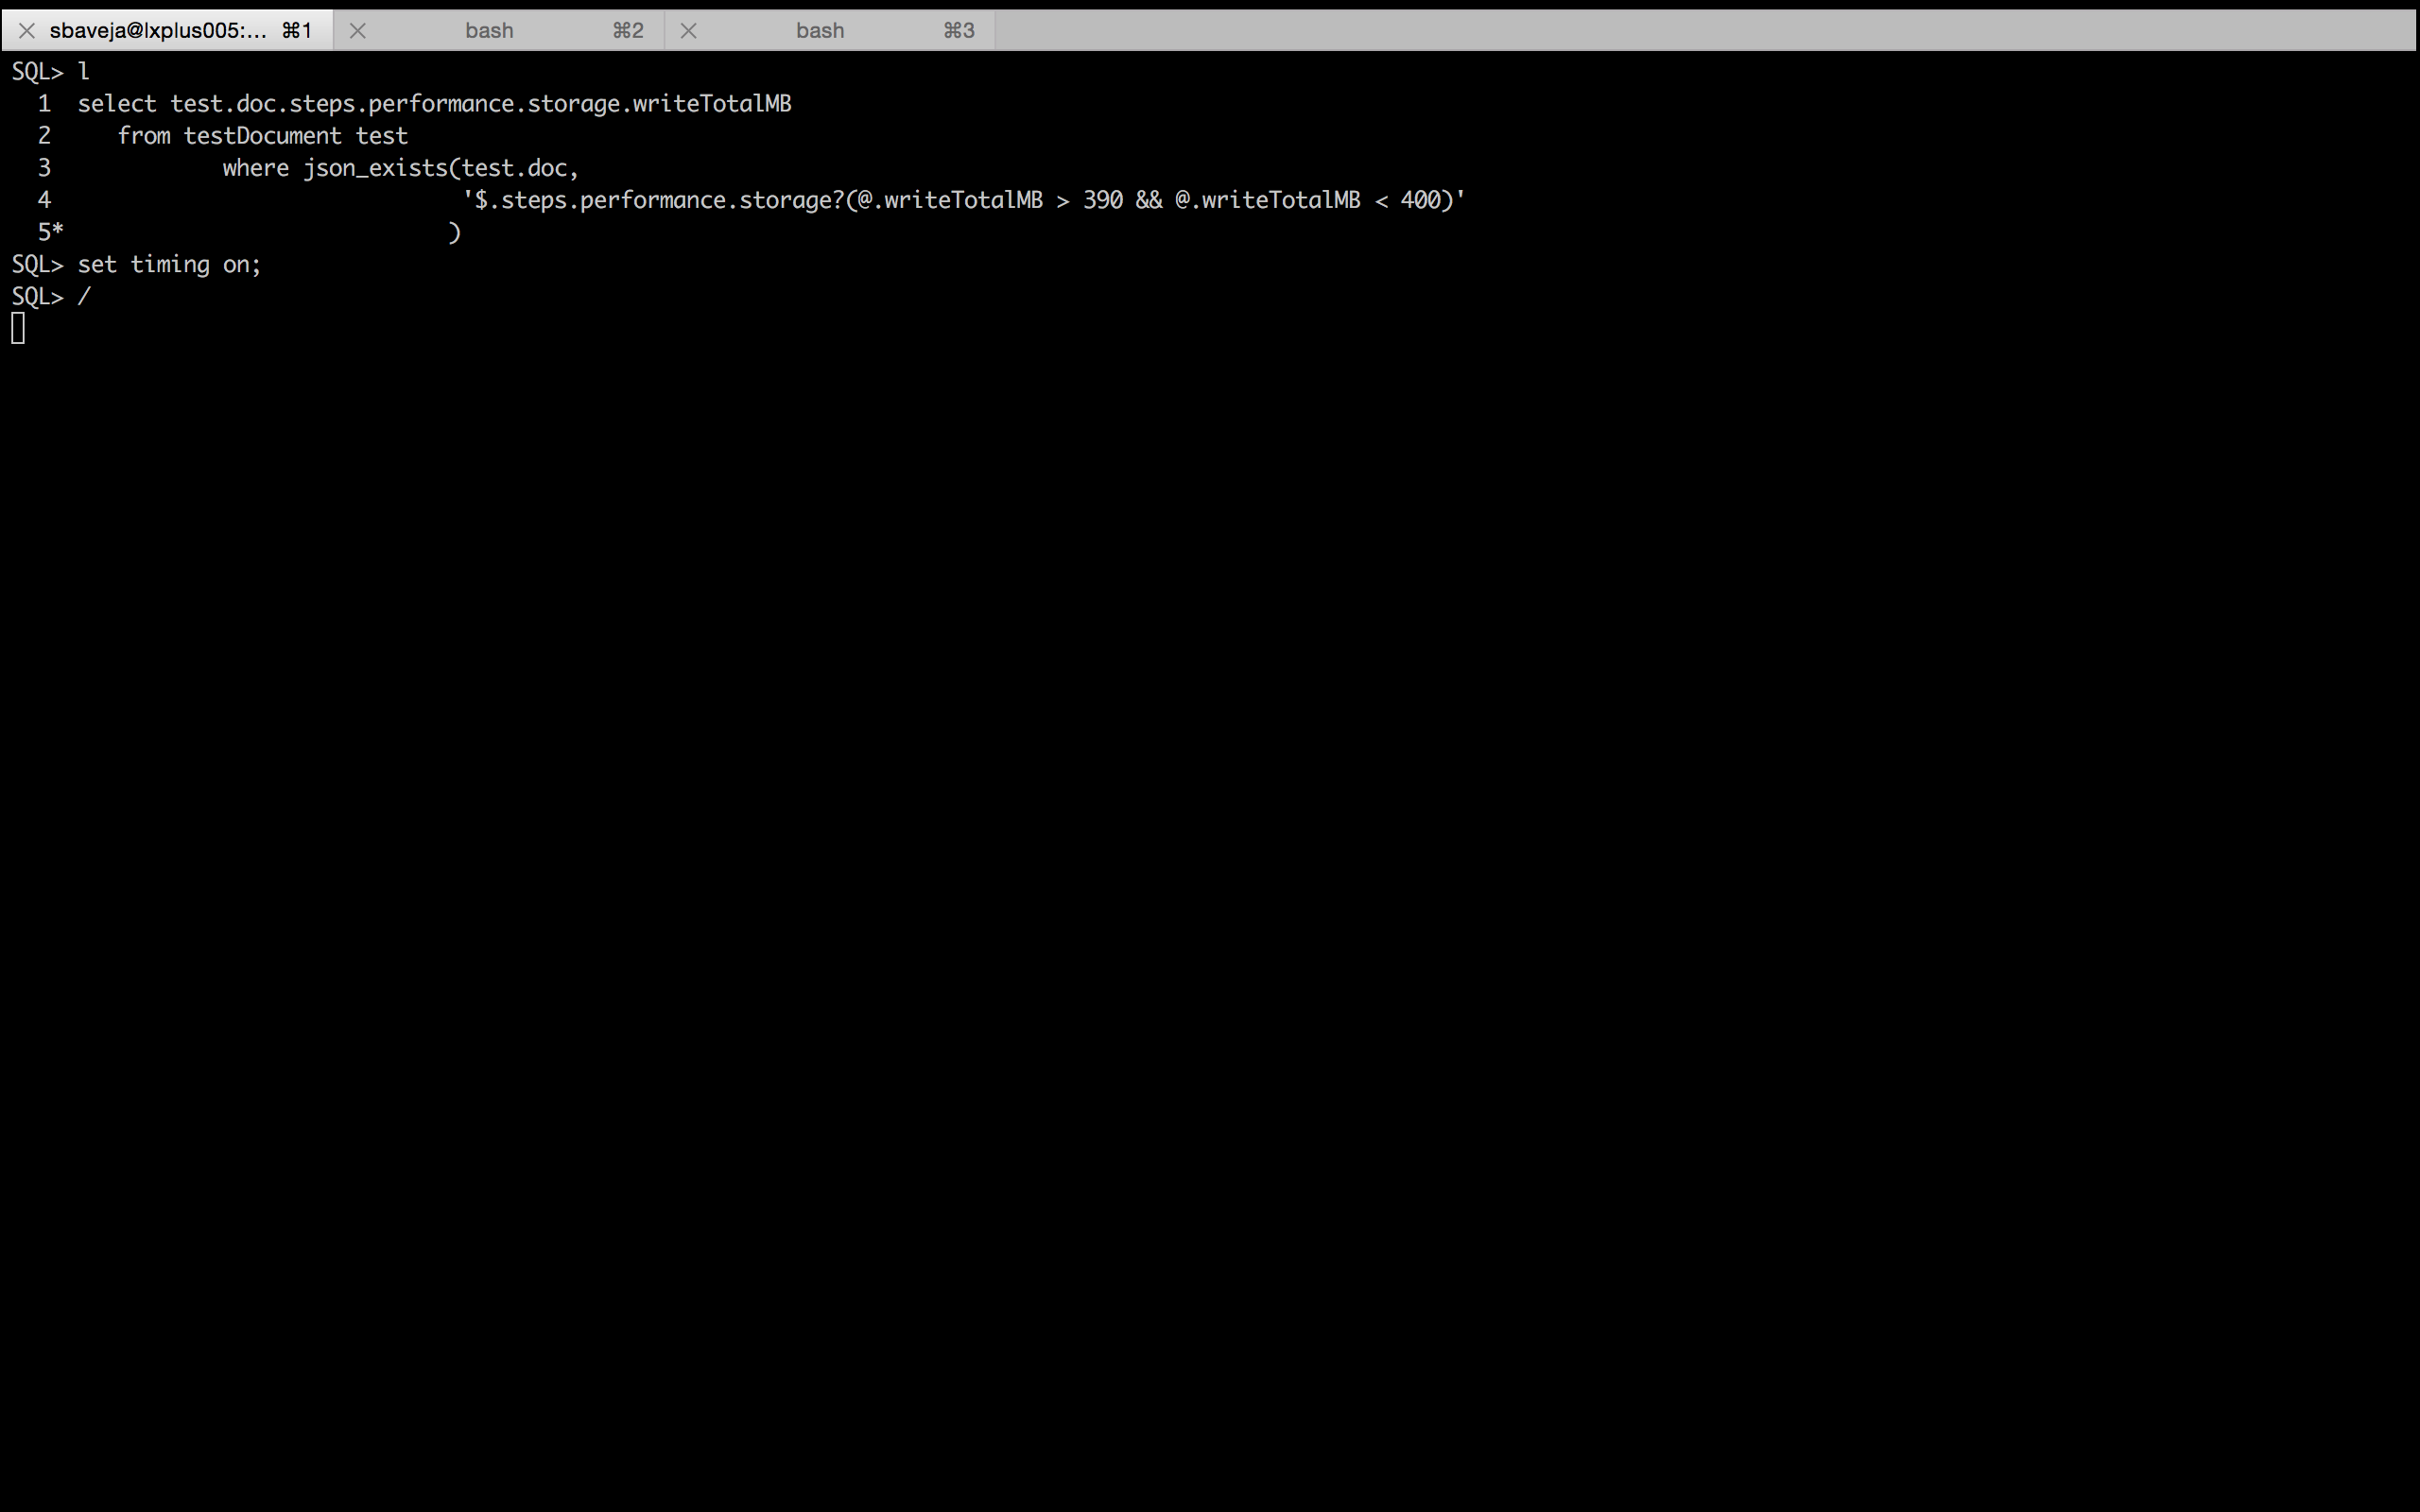 sbaveja@lxplus005:... ⌘1 bash ⌘2 bash ⌘3
SQL> l
  1  select test.doc.steps.performance.storage.writeTotalMB
  2     from testDocument test
  3             where json_exists(test.doc,
  4                               '$.steps.performance.storage?(@.writeTotalMB > 390 && @.writeTotalMB < 400)'
  5*                             )
SQL> set timing on;
SQL> /